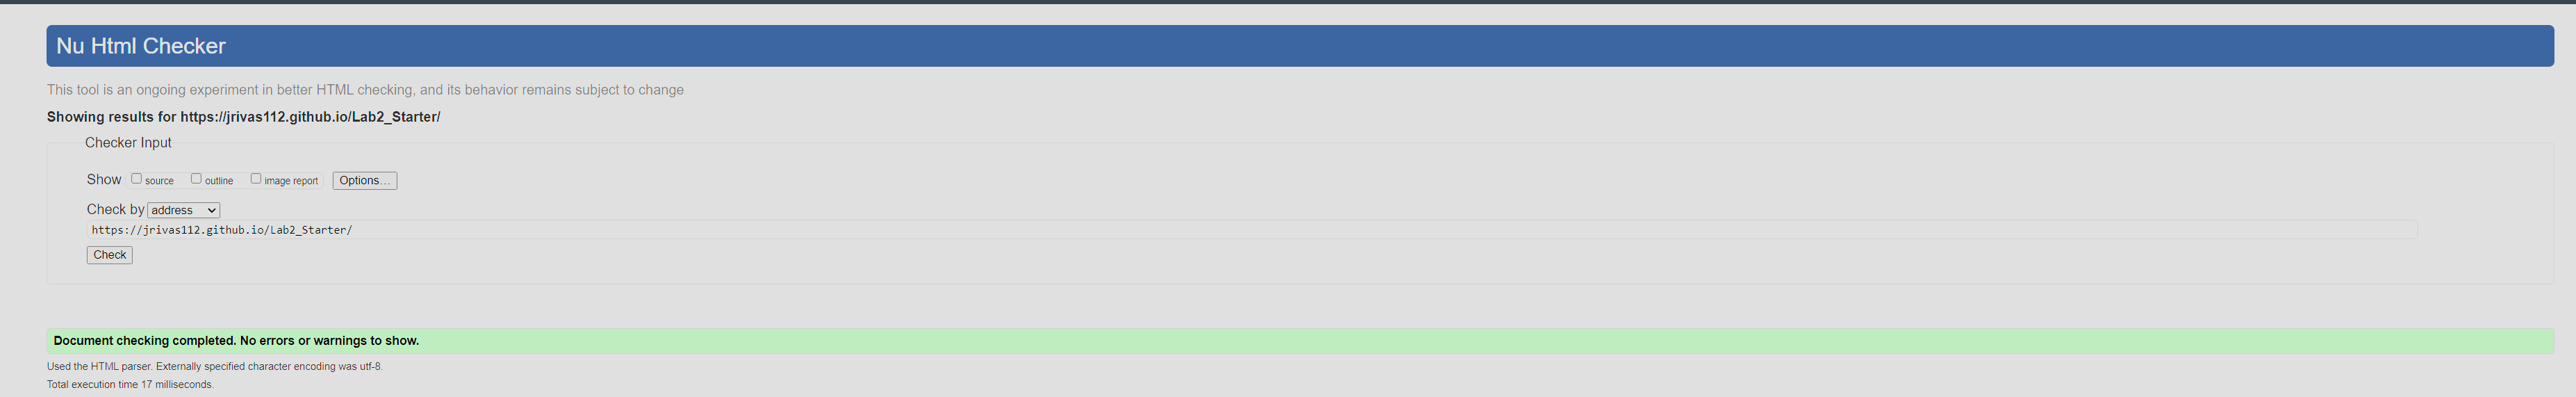 Nu Html Checker
This tool is an ongoing experiment in better HTML checking, and its behavior remains subject to change
Showing results for https://jrivas112.github.io/Lab2_Starter/
Checker Input
Show source outline image report Options...
Check by address
https://jrivas112.github.io/Lab2_Starter/
Check
Document checking completed. No errors or warnings to show.
Used the HTML parser. Externally specified character encoding was utf-8.
Total execution time 17 milliseconds.